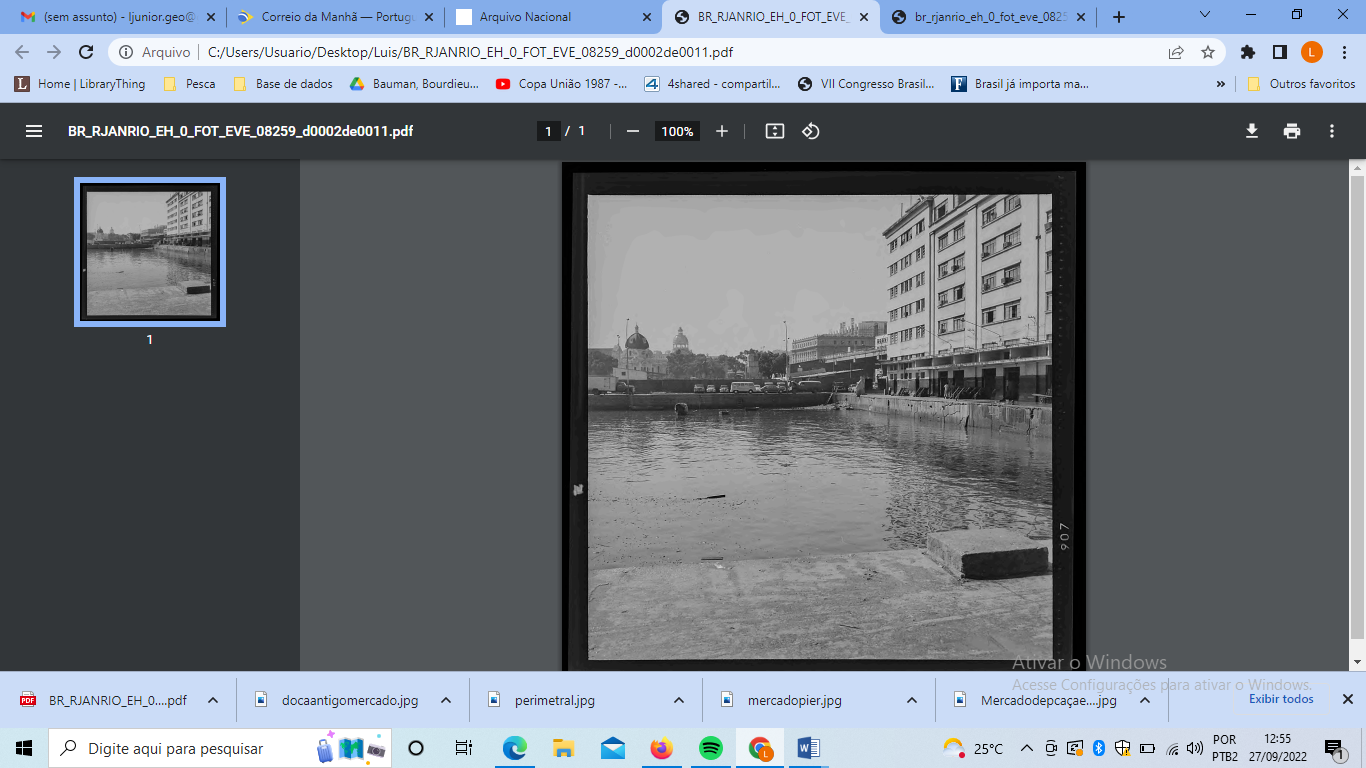 (sem assunto) - ljunior.geo@
Correio da Manhã — Portugu
Arquivo Nacional
BR_RJANRIO_EH_0_FOT_EVE_
br_rjanrio_eh_0_fot_eve_0825
Arquivo
C:/Users/Usuario/Desktop/Luis/BR_RJANRIO_EH_0_FOT_EVE_08259_d0002de0011.pdf
L
L Home | LibraryThing
Pesca
Base de dados
Bauman, Bourdieu...
Copa União 1987 -...
4 4shared - compartil...
VII Congresso Brasil...
F Brasil já importa ma...
»
Outros favoritos
BR_RJANRIO_EH_0_FOT_EVE_08259_d0002de0011.pdf
1 / 1
100%
1
907
Ativar o Windows
Acesse Configurações para ativar o Windows.
PDF BR_RJANRIO_EH_0....pdf
docaantigomercado.jpg
perimetral.jpg
mercadopier.jpg
Mercadodepcaçae....jpg
Exibir todos
Digite aqui para pesquisar
L
W
25°C
POR
PTB2
12:55
27/09/2022
1